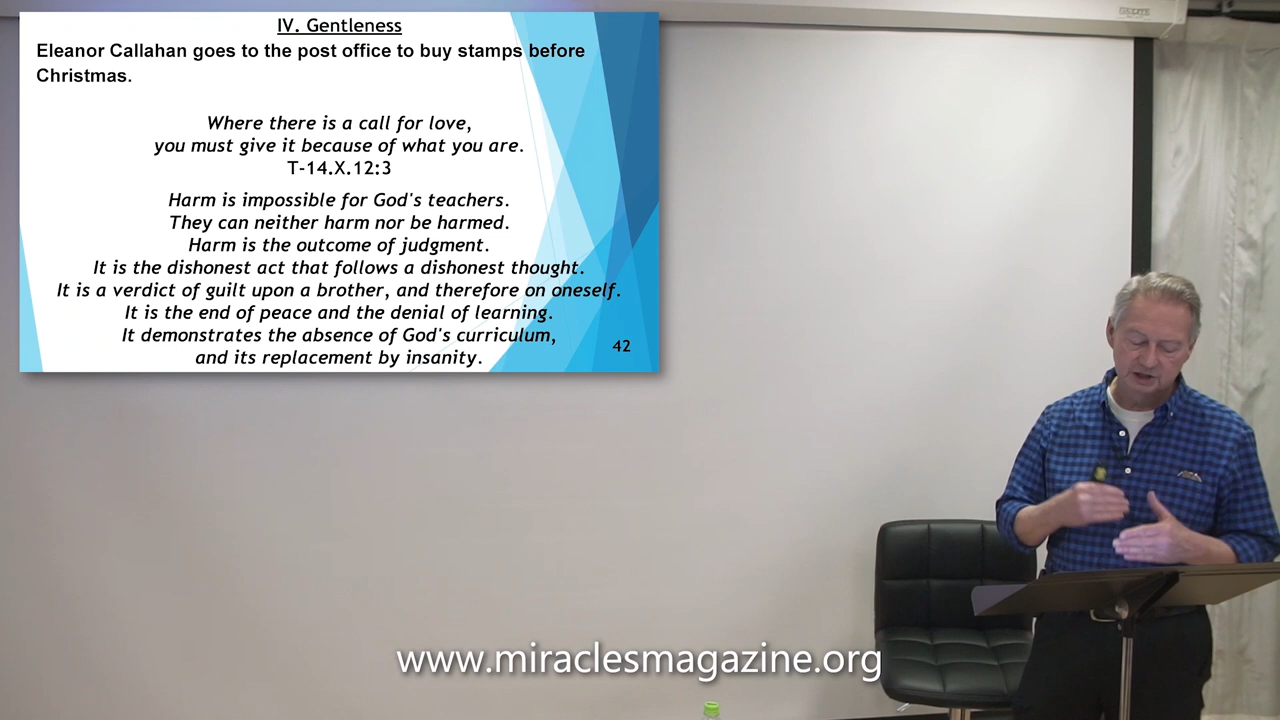 IV. Gentleness
Eleanor Callahan goes to the post office to buy stamps before
Christmas.
Where there is a call for love,
you must give it because of what you are.
T-14.X.12:3
Harm is impossible for God's teachers.
They can neither harm nor be harmed.
Harm is the outcome of judgment.
It is the dishonest act that follows a dishonest thought.
It is a verdict of guilt upon a brother, and therefore on oneself.
It is the end of peace and the denial of learning.
It demonstrates the absence of God's curriculum,
and its replacement by insanity.
42
www.miraclesmagazine.org